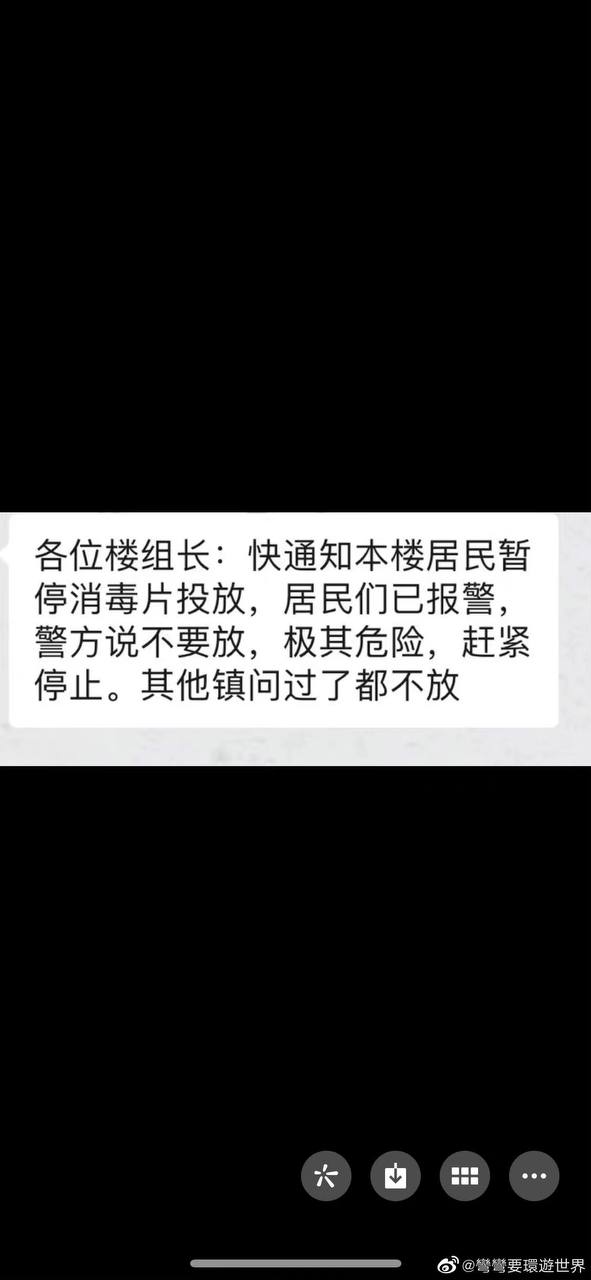 各位楼组长：快通知本楼居民暂
停消毒片投放，居民们已报警，
警方说不要放，极其危险，赶紧
停止。其他镇问过了都不放
@彎彎要環遊世界